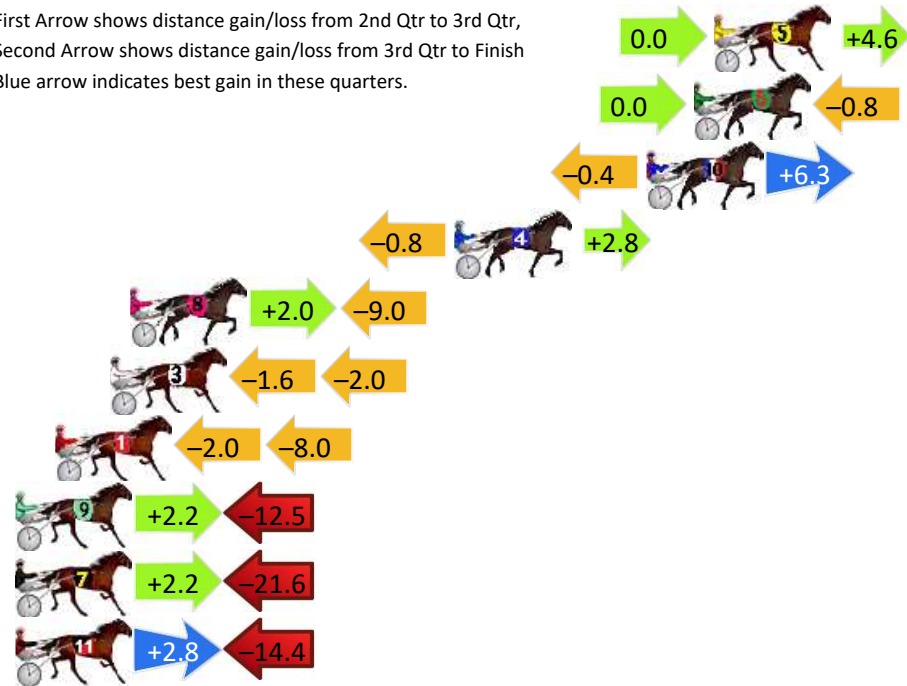 First Arrow shows distance gain/loss from 2nd Qtr to 3rd Qtr,
Second Arrow shows distance gain/loss from 3rd Qtr to Finish
Blue arrow indicates best gain in these quarters.
0.0 5 +4.6
0.0 6 –0.8
–0.4 10 +6.3
–0.8 4 +2.8
8 +2.0 –9.0
3 –1.6 –2.0
1 –2.0 –8.0
9 +2.2 –12.5
7 +2.2 –21.6
11 +2.8 –14.4